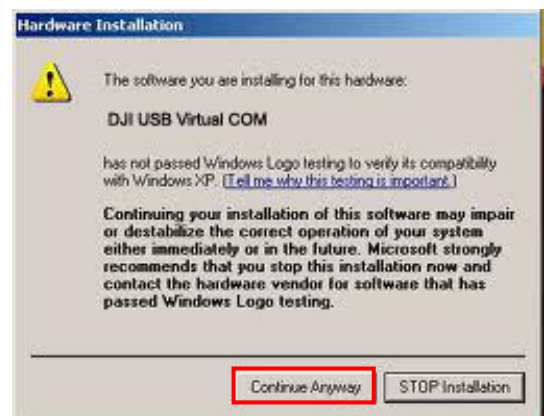 Hardware Installation
The software you are installing for this hardware:
DJI USB Virtual COM
has not passed Windows Logo testing to verify its compatibility
with Windows XP. (Tell me why this testing is important.)
Continuing your installation of this software may impair
or destabilize the correct operation of your system
either immediately or in the future. Microsoft strongly
recommends that you stop this installation now and
contact the hardware vendor for software that has
passed Windows Logo testing.
Continue Anyway
STOP Installation